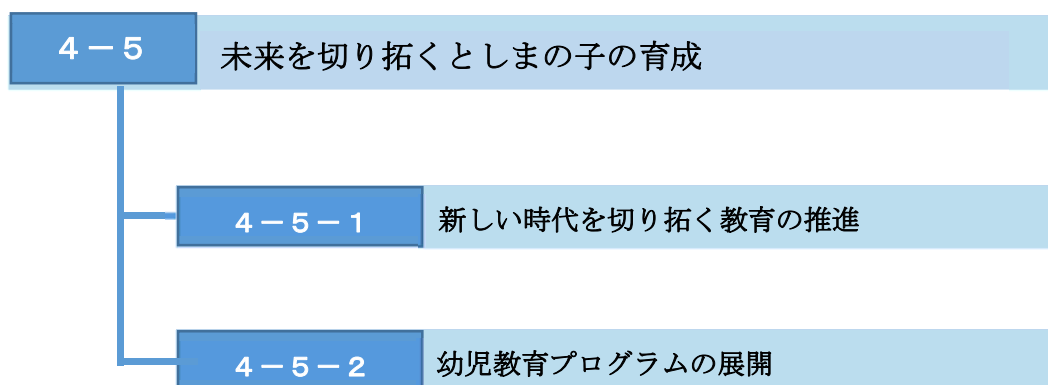 4－5 未来を切り拓くとしまの子の育成
4－5－1 新しい時代を切り拓く教育の推進
4－5－2 幼児教育プログラムの展開